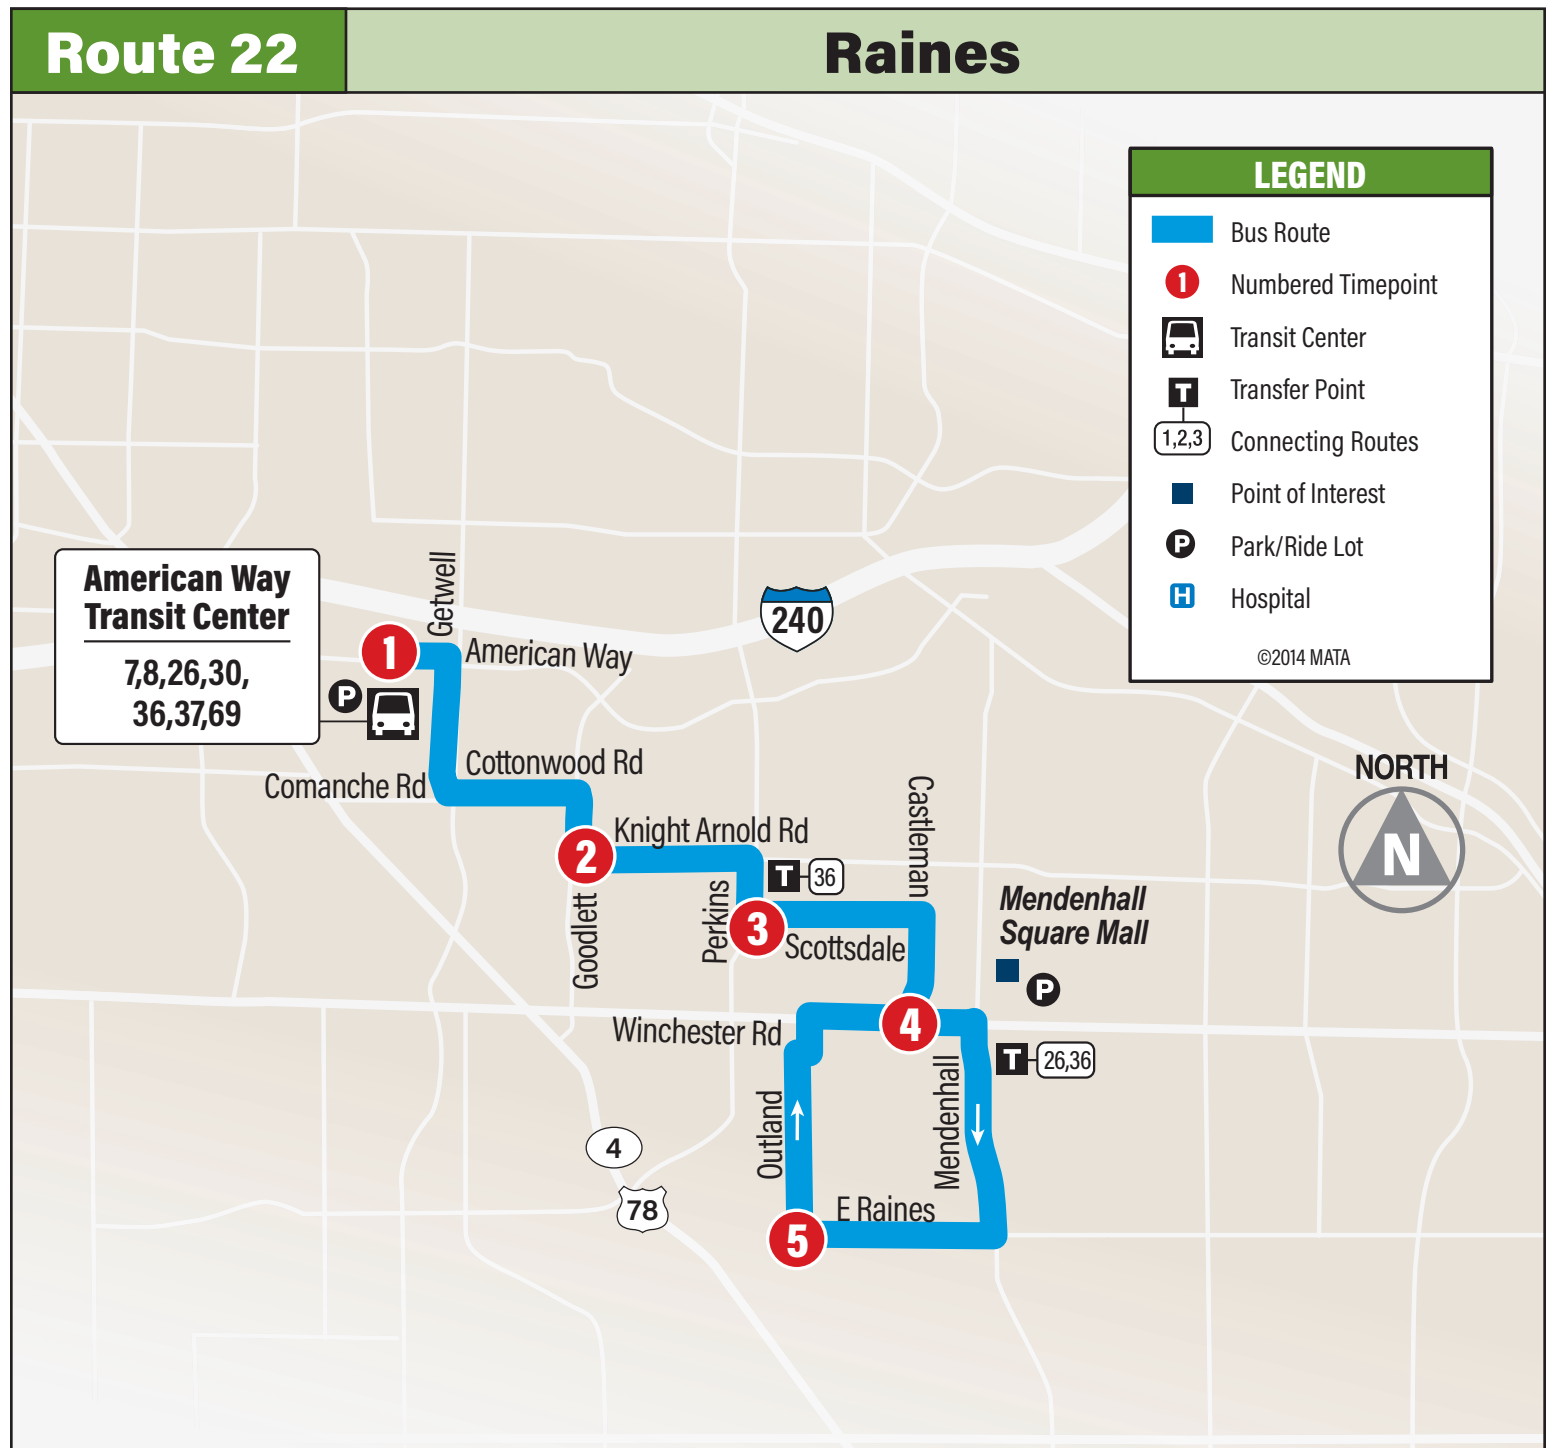 Route 22
Raines
LEGEND
Bus Route
1
Numbered Timepoint
Transit Center
T
Transfer Point
1,2,3
Connecting Routes
Point of Interest
P
Park/Ride Lot
H
Hospital
©2014 MATA
American Way
Transit Center
7,8,26,30,
36,37,69
Getwell
240
1
American Way
P
Cottonwood Rd
Comanche Rd
NORTH
N
Castleman
Knight Arnold Rd
2
T
36
Perkins
Goodlett
3
Scottsdale
Mendenhall
Square Mall
P
Winchester Rd
4
T
26,36
Mendenhall
Outland
4
78
E Raines
5